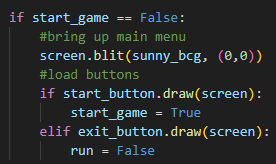 if start_game == False:
    #bring up main menu
    screen.blit(sunny_bcg, (0,0))
    #load buttons
    if start_button.draw(screen):
        start_game = True
    elif exit_button.draw(screen):
        run = False